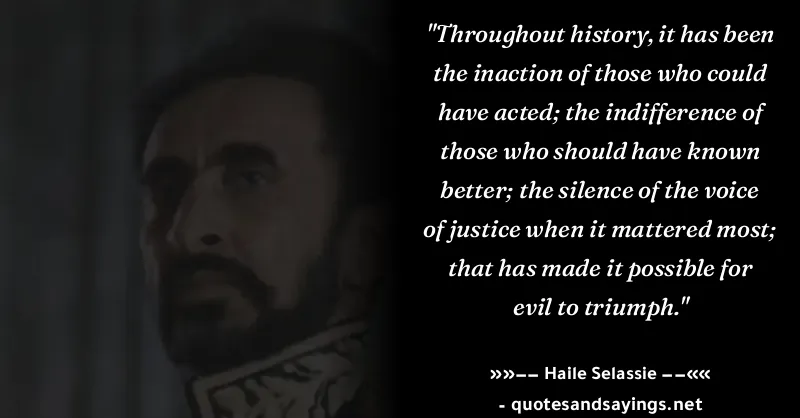 "Throughout history, it has been
the inaction of those who could
have acted; the indifference of
those who should have known
better; the silence of the voice
of justice when it mattered most;
that has made it possible for
evil to triumph."
»»–– Haile Selassie ––««
- quotesandsayings.net